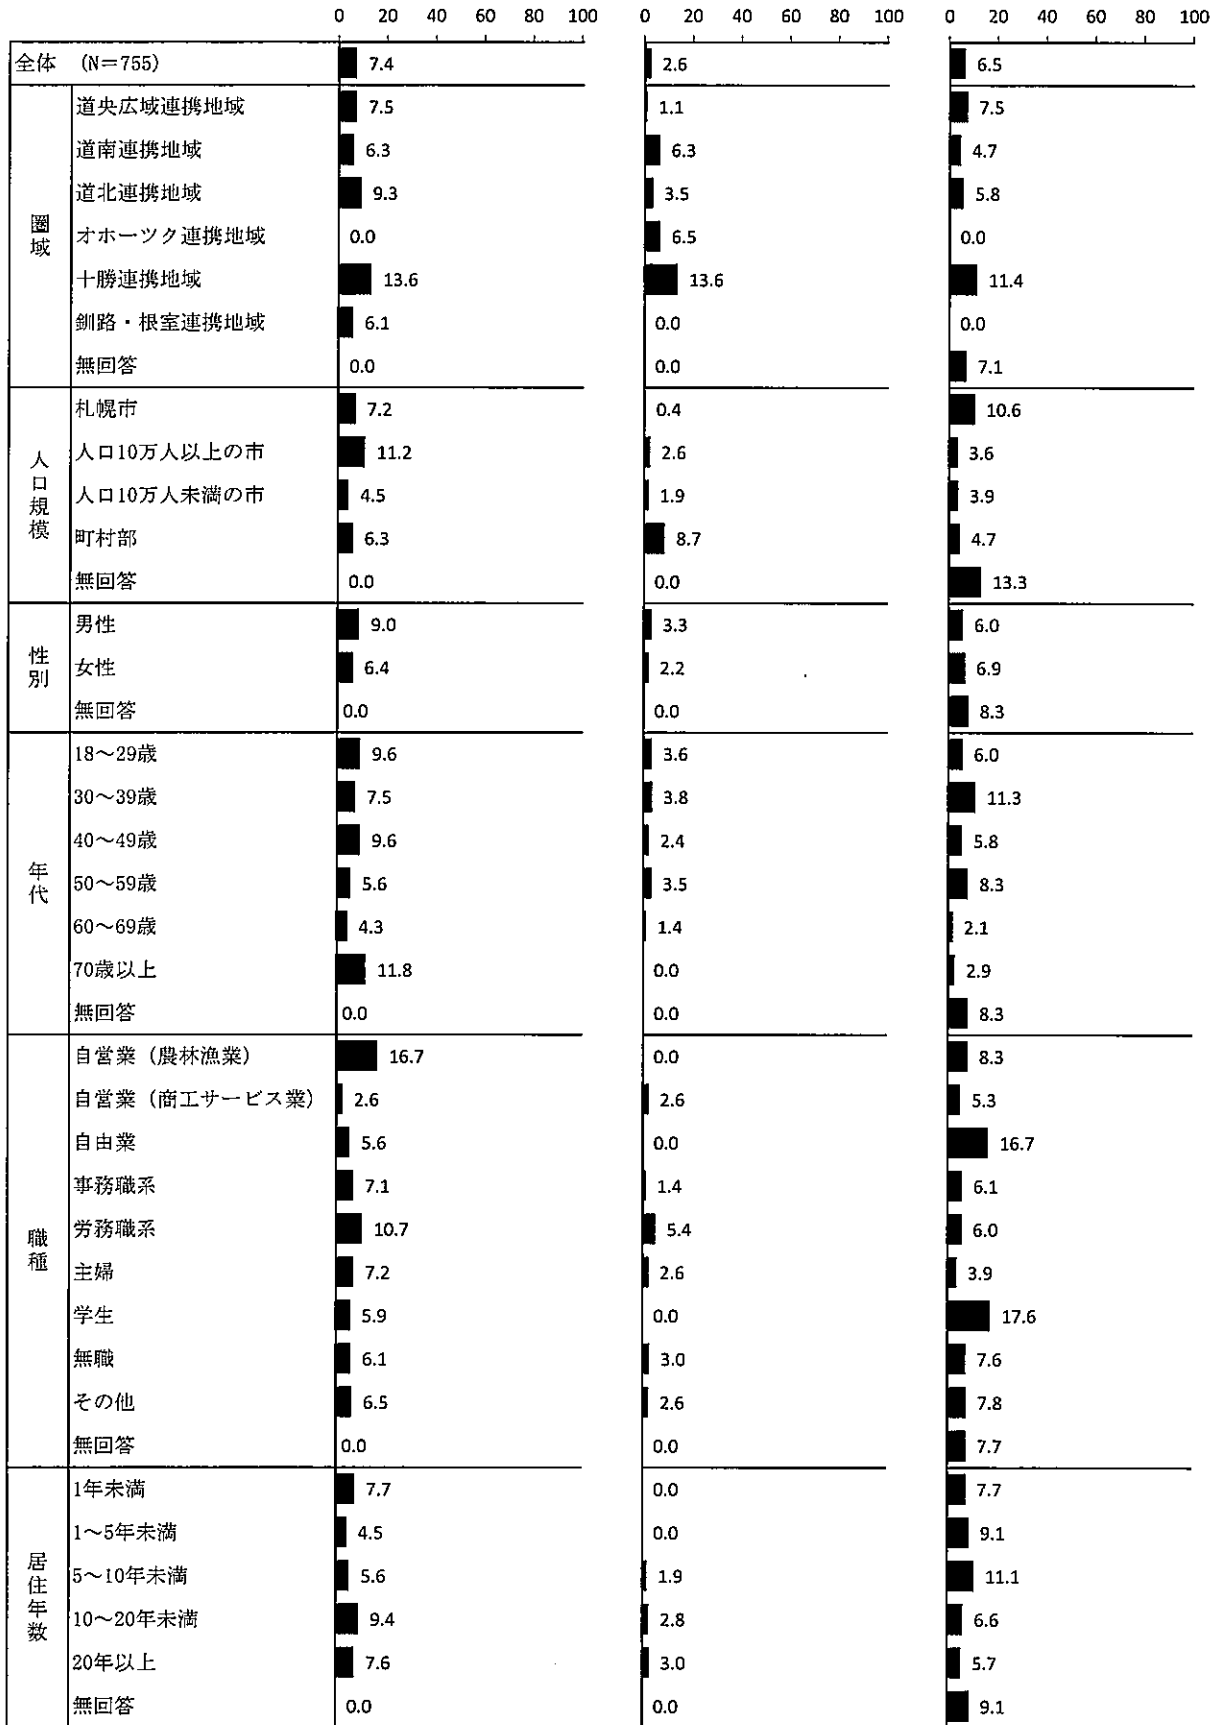 0 20 40 60 80 100 0 20 40 60 80 100 0 20 40 60 80 100
全体 (N=755) 7.4 2.6 6.5
圏域
道央広域連携地域 7.5 1.1 7.5
道南連携地域 6.3 6.3 4.7
道北連携地域 9.3 3.5 5.8
オホーツク連携地域 0.0 6.5 0.0
十勝連携地域 13.6 13.6 11.4
釧路・根室連携地域 6.1 0.0 0.0
無回答 0.0 0.0 7.1
人口規模
札幌市 7.2 0.4 10.6
人口10万人以上の市 11.2 2.6 3.6
人口10万人未満の市 4.5 1.9 3.9
町村部 6.3 8.7 4.7
無回答 0.0 0.0 13.3
性別
男性 9.0 3.3 6.0
女性 6.4 2.2 6.9
無回答 0.0 0.0 8.3
年代
18～29歳 9.6 3.6 6.0
30～39歳 7.5 3.8 11.3
40～49歳 9.6 2.4 5.8
50～59歳 5.6 3.5 8.3
60～69歳 4.3 1.4 2.1
70歳以上 11.8 0.0 2.9
無回答 0.0 0.0 8.3
職種
自営業（農林漁業） 16.7 0.0 8.3
自営業（商工サービス業） 2.6 2.6 5.3
自由業 5.6 0.0 16.7
事務職系 7.1 1.4 6.1
労務職系 10.7 5.4 6.0
主婦 7.2 2.6 3.9
学生 5.9 0.0 17.6
無職 6.1 3.0 7.6
その他 6.5 2.6 7.8
無回答 0.0 0.0 7.7
居住年数
1年未満 7.7 0.0 7.7
1～5年未満 4.5 0.0 9.1
5～10年未満 5.6 1.9 11.1
10～20年未満 9.4 2.8 6.6
20年以上 7.6 3.0 5.7
無回答 0.0 0.0 9.1